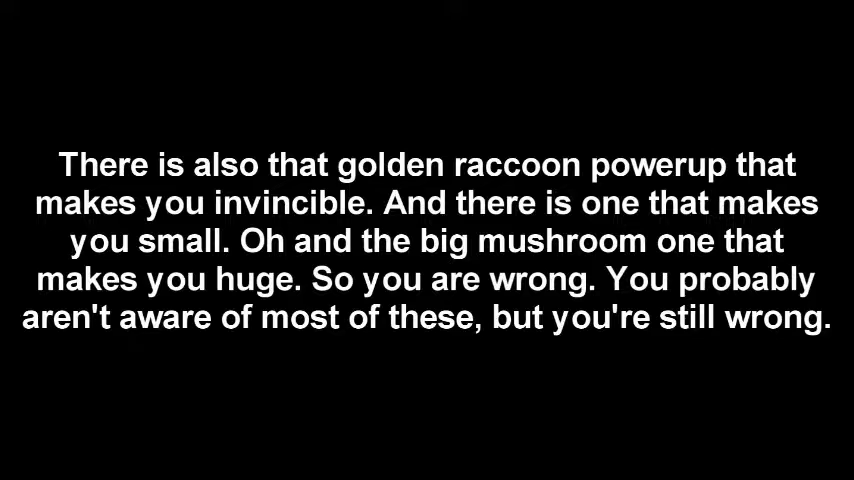 There is also that golden raccoon powerup that
makes you invincible. And there is one that makes
you small. Oh and the big mushroom one that
makes you huge. So you are wrong. You probably
aren't aware of most of these, but you're still wrong.